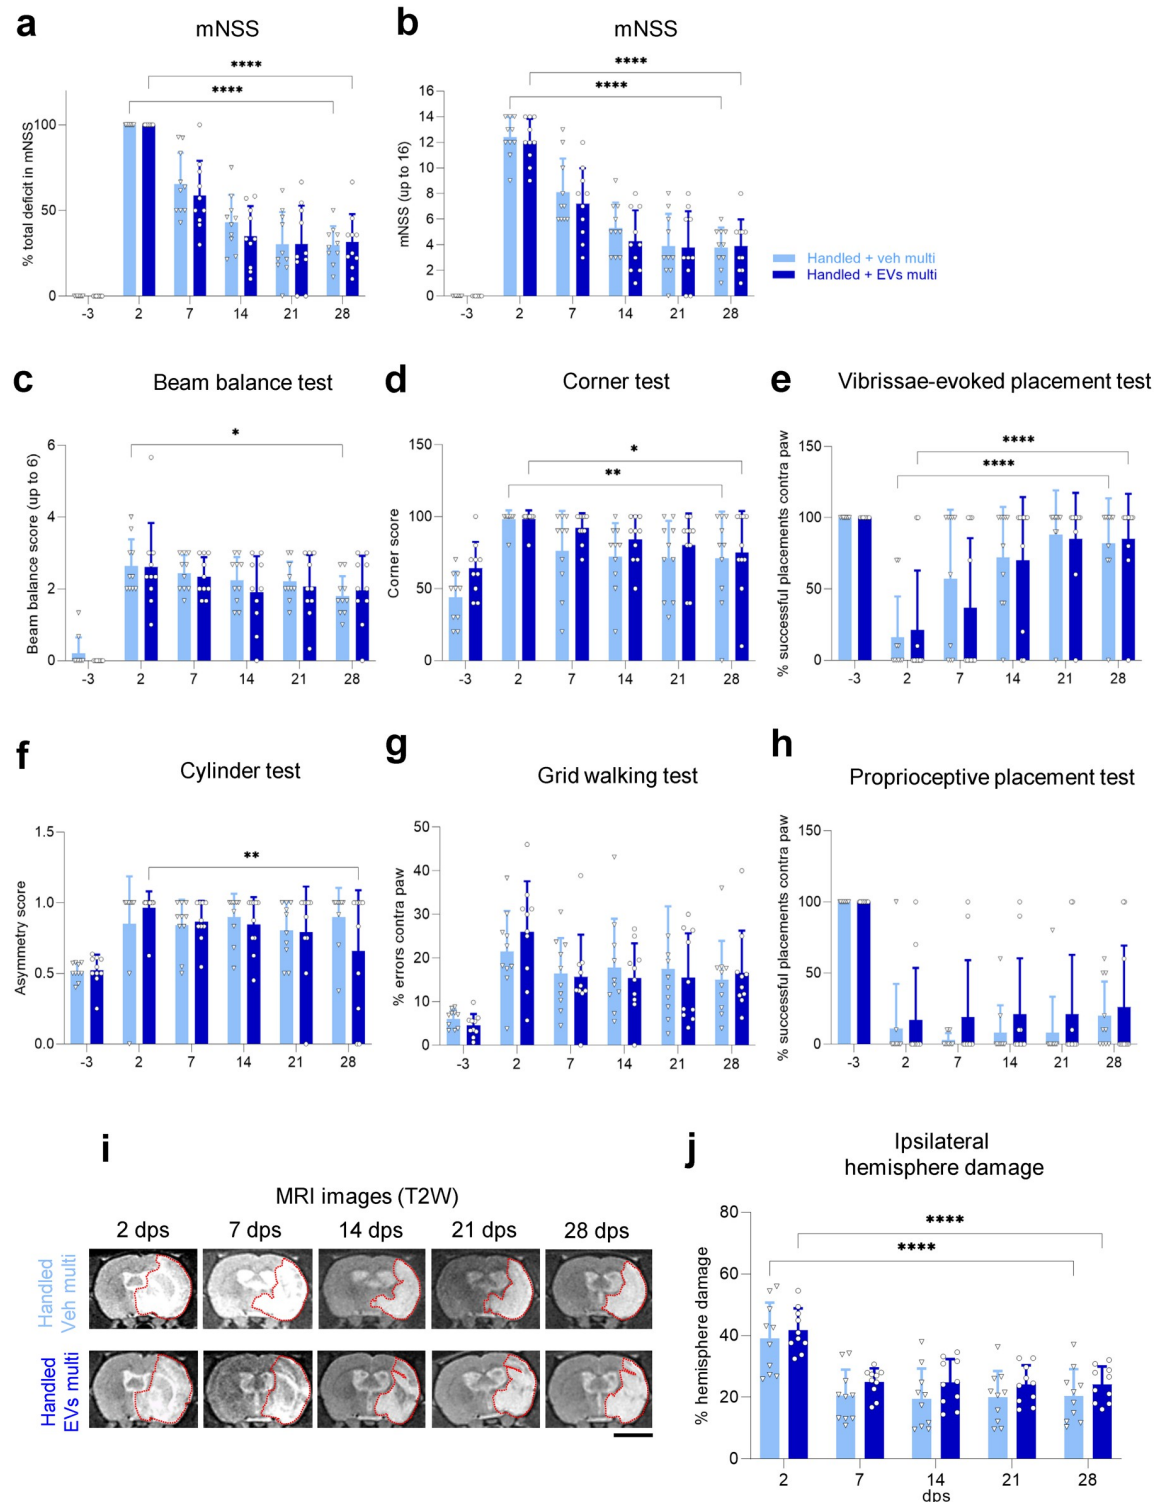 a
mNSS
****
****
% total deficit in mNSS
100
50
0
-3 2 7 14 21 28
b
mNSS
****
****
mNSS (up to 16)
16
14
12
10
8
6
4
2
0
-3 2 7 14 21 28
Handled + veh multi
Handled + EVs multi
c
Beam balance test
*
Beam balance score (up to 6)
6
4
2
0
-3 2 7 14 21 28
d
Corner test
*
**
Corner score
150
100
50
0
-3 2 7 14 21 28
e
Vibrissae-evoked placement test
****
****
% successful placements contra paw
150
100
50
0
-3 2 7 14 21 28
f
Cylinder test
**
Asymmetry score
1.5
1.0
0.5
0.0
-3 2 7 14 21 28
g
Grid walking test
% errors contra paw
50
40
30
20
10
0
-3 2 7 14 21 28
h
Proprioceptive placement test
% successful placements contra paw
150
100
50
0
-3 2 7 14 21 28
i
MRI images (T2W)
2 dps 7 dps 14 dps 21 dps 28 dps
Handled
Veh multi
Handled
EVs multi
j
Ipsilateral
hemisphere damage
****
****
% hemisphere damage
80
60
40
20
0
2 7 14 21 28
dps